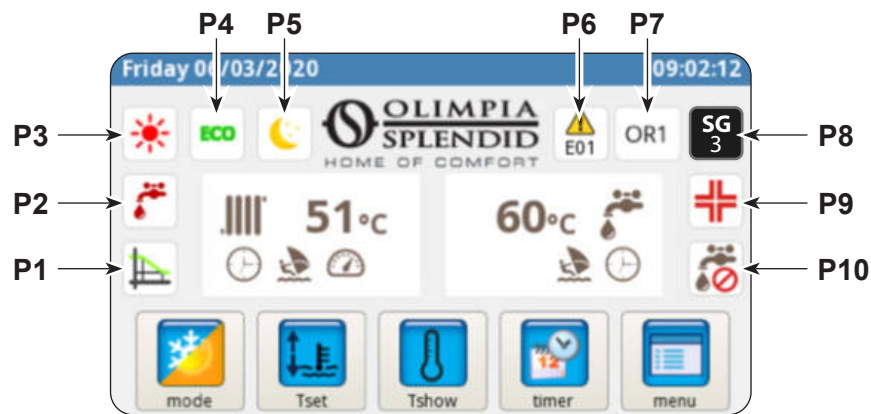 P4 P5 P6 P7
Friday 06/03/2020 09:02:12
P3 ECO OLIMPIA E01 OR1 SG P8
SPLENDID 3
HOME OF COMFORT
P2 51°C 60°C P9
P1 P10
12
mode Tset Tshow timer menu